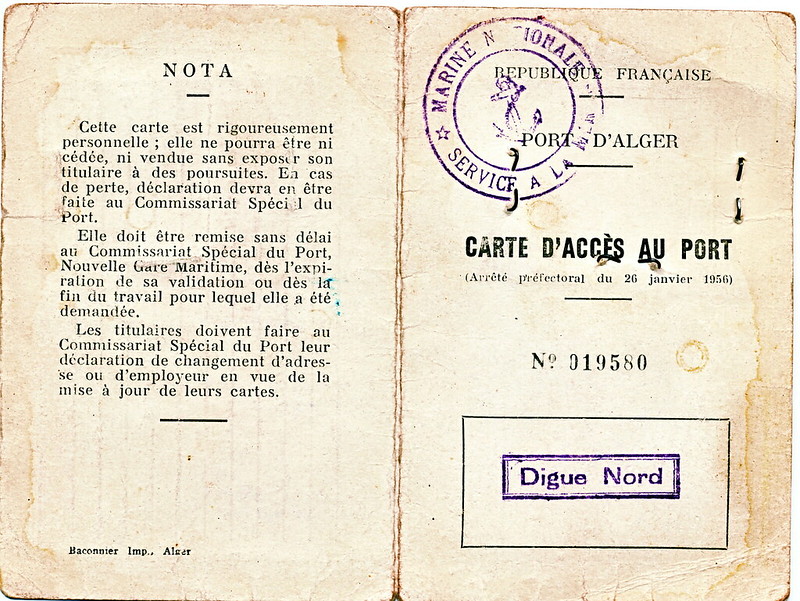 NOTA
Cette carte est rigoureusement
personnelle ; elle ne pourra être ni
cédée, ni vendue sans exposer son
titulaire à des poursuites. En cas
de perte, déclaration devra en être
faite au Commissariat Spécial du
Port.
Elle doit être remise sans délai
au Commissariat Spécial du Port,
Nouvelle Gare Maritime, dès l'expi-
ration de sa validation ou dès la
fin du travail pour lequel elle a été
demandée.
Les titulaires doivent faire au
Commissariat Spécial du Port leur
déclaration de changement d'adres-
se ou d'employeur en vue de la
mise à jour de leurs cartes.
Baconnier Imp., Alger
MARINE NATIONALE
SERVICE A LA MER
REPUBLIQUE FRANÇAISE
PORT D'ALGER
CARTE D'ACCÈS AU PORT
(Arrêté préfectoral du 26 janvier 1956)
Nº 019580
Digue Nord